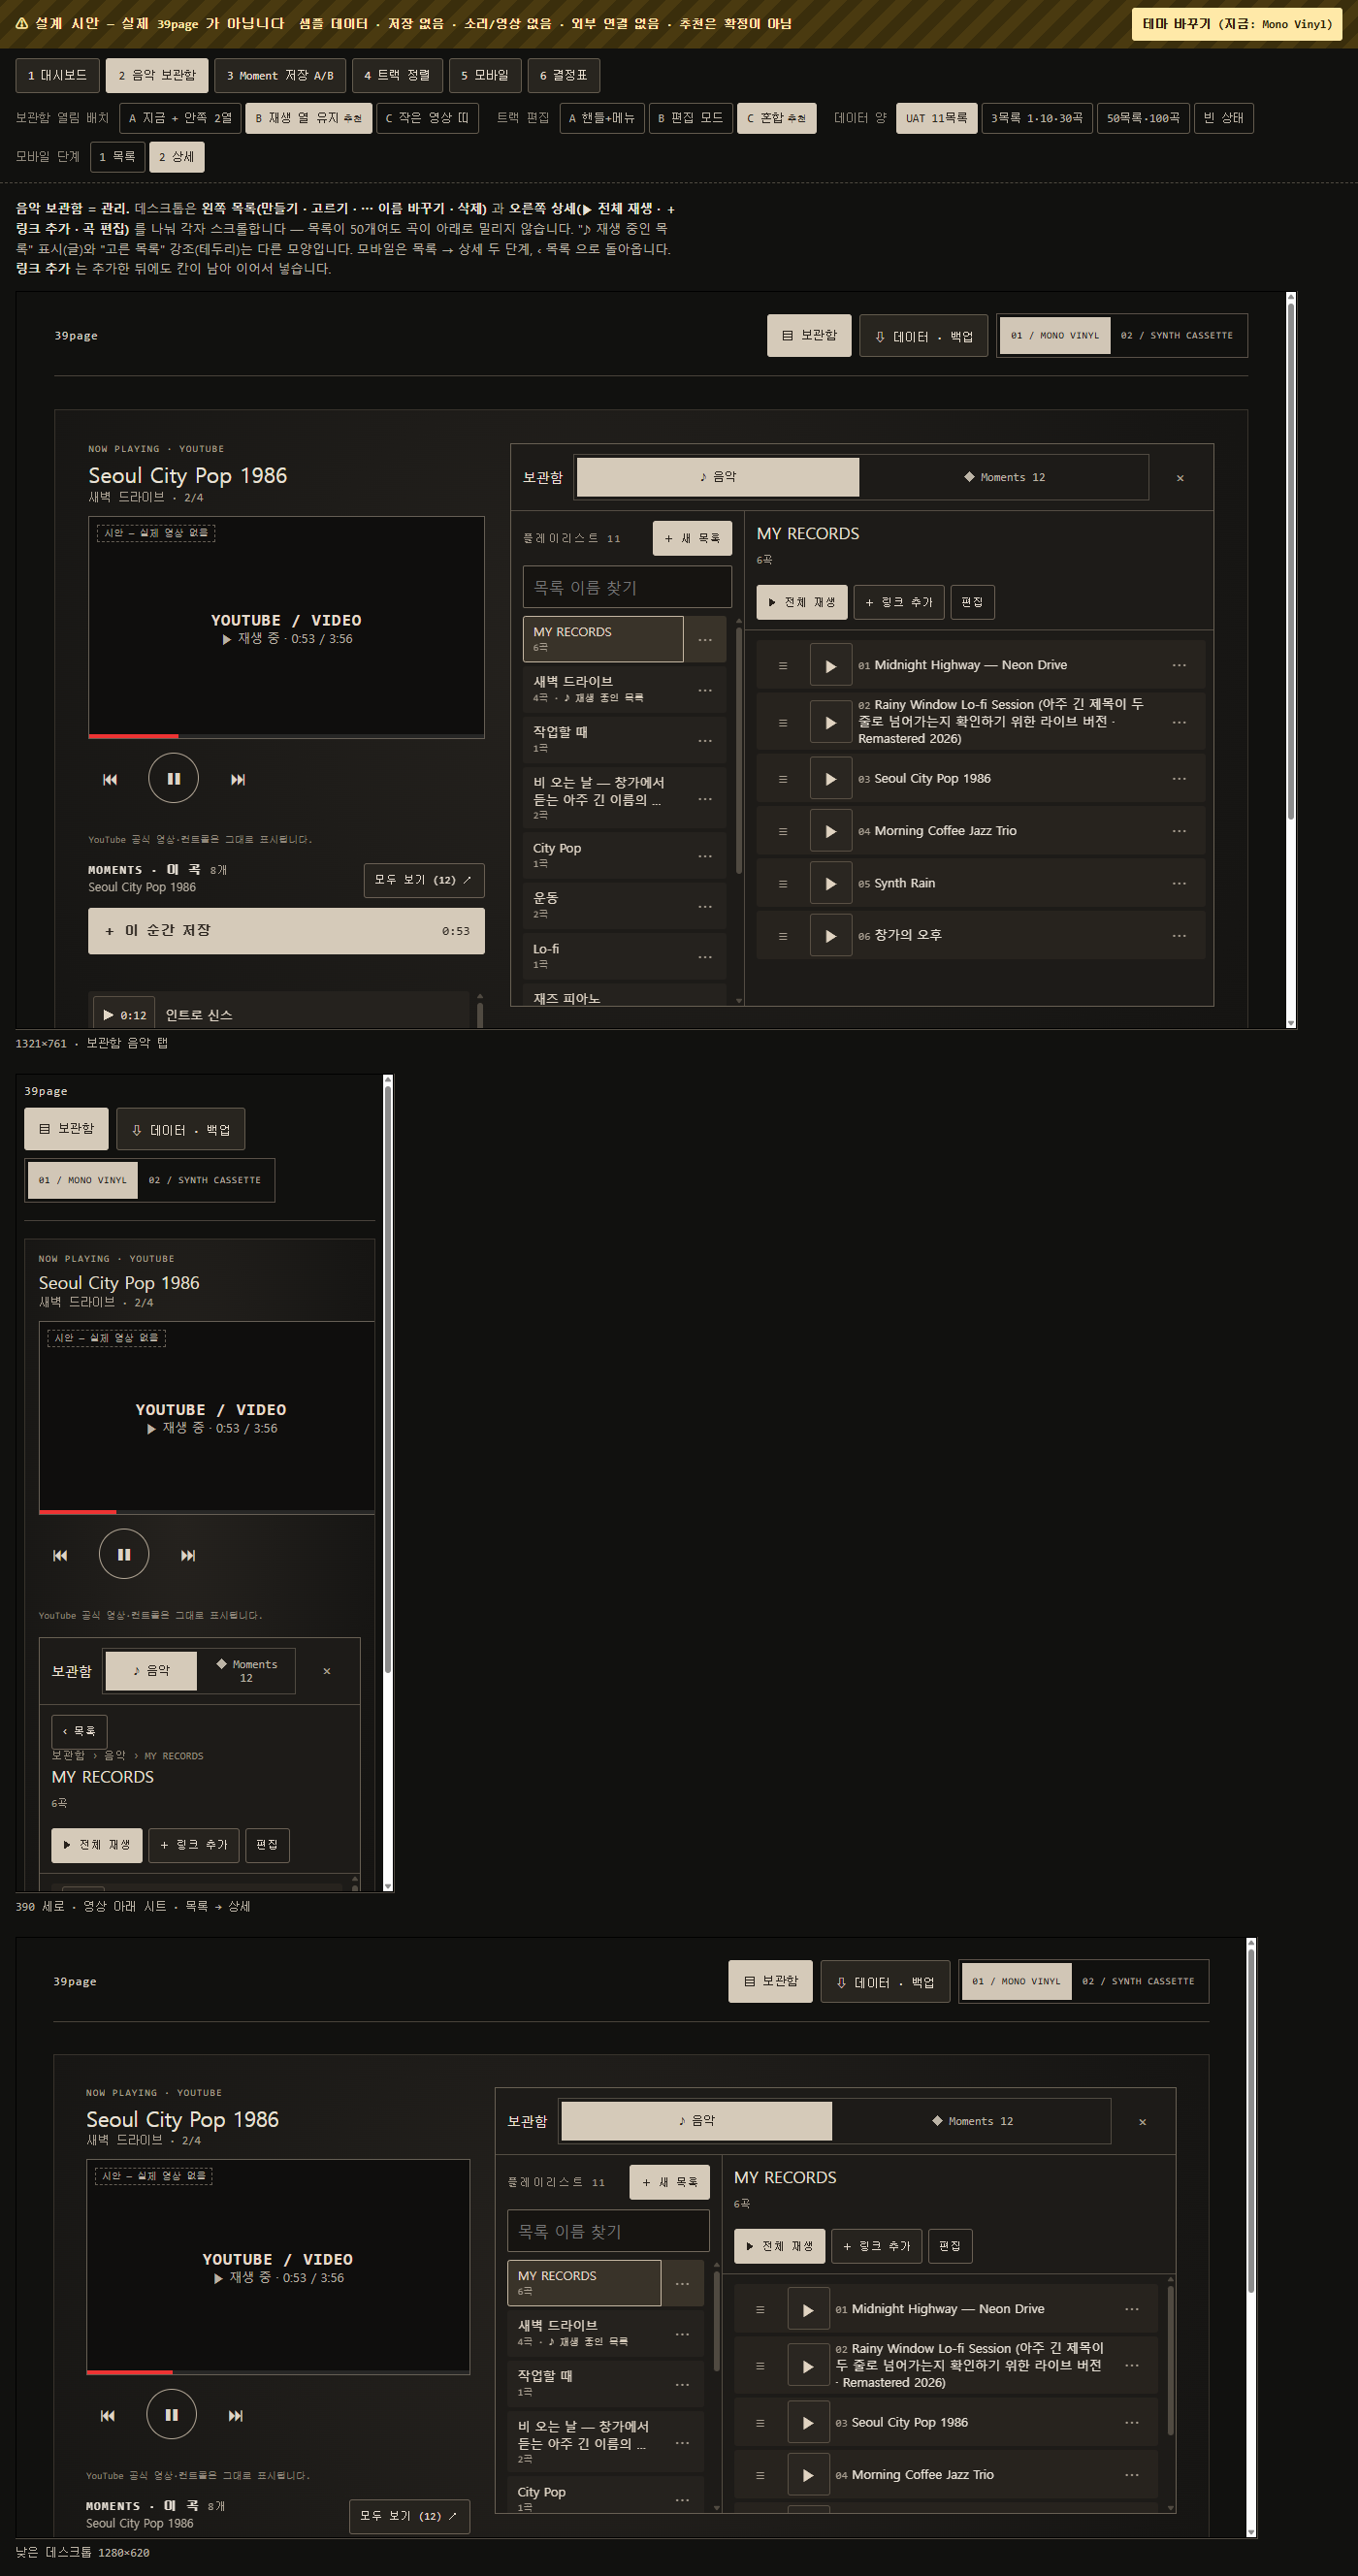 ⚠ 설계 시안 — 실제 39page 가 아닙니다 샘플 데이터 · 저장 없음 · 소리/영상 없음 · 외부 연결 없음 · 추천은 확정이 아님
테마 바꾸기 (지금: Mono Vinyl)
1 대시보드 2 음악 보관함 3 Moment 저장 A/B 4 트랙 정렬 5 모바일 6 결정표
보관함 열림 배치 A 지금 + 안쪽 2열 B 재생 열 유지 추천 C 작은 영상 띠 트랙 편집 A 핸들+메뉴 B 편집 모드 C 혼합 추천 데이터 양 UAT 11목록 3목록 1·10·30곡 50목록·100곡 빈 상태
모바일 단계 1 목록 2 상세
음악 보관함 = 관리. 데스크톱은 왼쪽 목록(만들기 · 고르기 · ⋯ 이름 바꾸기 · 삭제) 과 오른쪽 상세(▶ 전체 재생 · +
링크 추가 · 곡 편집) 를 나눠 각자 스크롤합니다 — 목록이 50개여도 곡이 아래로 밀리지 않습니다. "♪ 재생 중인 목
록" 표시(글)와 "고른 목록" 강조(테두리)는 다른 모양입니다. 모바일은 목록 → 상세 두 단계, ‹ 목록 으로 돌아옵니다.
링크 추가 는 추가한 뒤에도 칸이 남아 이어서 넣습니다.
39page
▤ 보관함
⇩ 데이터 · 백업
01 / MONO VINYL
02 / SYNTH CASSETTE
NOW PLAYING · YOUTUBE
Seoul City Pop 1986
새벽 드라이브 · 2/4
시안 — 실제 영상 없음
YOUTUBE / VIDEO
▶ 재생 중 · 0:53 / 3:56
YouTube 공식 영상·컨트롤은 그대로 표시됩니다.
MOMENTS · 이 곡 8개
Seoul City Pop 1986
모두 보기 (12) ↗
+ 이 순간 저장 0:53
▶ 0:12 인트로 신스
보관함
♪ 음악
◆ Moments 12
×
플레이리스트 11
+ 새 목록
목록 이름 찾기
MY RECORDS
6곡
⋯
새벽 드라이브
4곡 · ♪ 재생 중인 목록
⋯
작업할 때
1곡
⋯
비 오는 날 — 창가에서
듣는 아주 긴 이름의 ...
2곡
⋯
City Pop
1곡
⋯
운동
2곡
⋯
Lo-fi
1곡
⋯
재즈 피아노
MY RECORDS
6곡
▶ 전체 재생
+ 링크 추가
편집
≡ ▶ 01 Midnight Highway — Neon Drive ⋯
≡ ▶ 02 Rainy Window Lo-fi Session (아주 긴 제목이 두
줄로 넘어가는지 확인하기 위한 라이브 버전 ·
Remastered 2026) ⋯
≡ ▶ 03 Seoul City Pop 1986 ⋯
≡ ▶ 04 Morning Coffee Jazz Trio ⋯
≡ ▶ 05 Synth Rain ⋯
≡ ▶ 06 창가의 오후 ⋯
1321×761 · 보관함 음악 탭
39page
▤ 보관함
⇩ 데이터 · 백업
01 / MONO VINYL
02 / SYNTH CASSETTE
NOW PLAYING · YOUTUBE
Seoul City Pop 1986
새벽 드라이브 · 2/4
시안 — 실제 영상 없음
YOUTUBE / VIDEO
▶ 재생 중 · 0:53 / 3:56
YouTube 공식 영상·컨트롤은 그대로 표시됩니다.
보관함
♪ 음악
◆ Moments
12
×
‹ 목록
보관함 › 음악 › MY RECORDS
MY RECORDS
6곡
▶ 전체 재생
+ 링크 추가
편집
390 세로 · 영상 아래 시트 · 목록 → 상세
39page
▤ 보관함
⇩ 데이터 · 백업
01 / MONO VINYL
02 / SYNTH CASSETTE
NOW PLAYING · YOUTUBE
Seoul City Pop 1986
새벽 드라이브 · 2/4
시안 — 실제 영상 없음
YOUTUBE / VIDEO
▶ 재생 중 · 0:53 / 3:56
YouTube 공식 영상·컨트롤은 그대로 표시됩니다.
MOMENTS · 이 곡 8개
Seoul City Pop 1986
모두 보기 (12) ↗
보관함
♪ 음악
◆ Moments 12
×
플레이리스트 11
+ 새 목록
목록 이름 찾기
MY RECORDS
6곡
⋯
새벽 드라이브
4곡 · ♪ 재생 중인 목록
⋯
작업할 때
1곡
⋯
비 오는 날 — 창가에서
듣는 아주 긴 이름의 ...
2곡
⋯
City Pop
1곡
⋯
MY RECORDS
6곡
▶ 전체 재생
+ 링크 추가
편집
≡ ▶ 01 Midnight Highway — Neon Drive ⋯
≡ ▶ 02 Rainy Window Lo-fi Session (아주 긴 제목이
두 줄로 넘어가는지 확인하기 위한 라이브 버전
· Remastered 2026) ⋯
≡ ▶ 03 Seoul City Pop 1986 ⋯
≡ ▶ 04 Morning Coffee Jazz Trio ⋯
낮은 데스크톱 1280×620